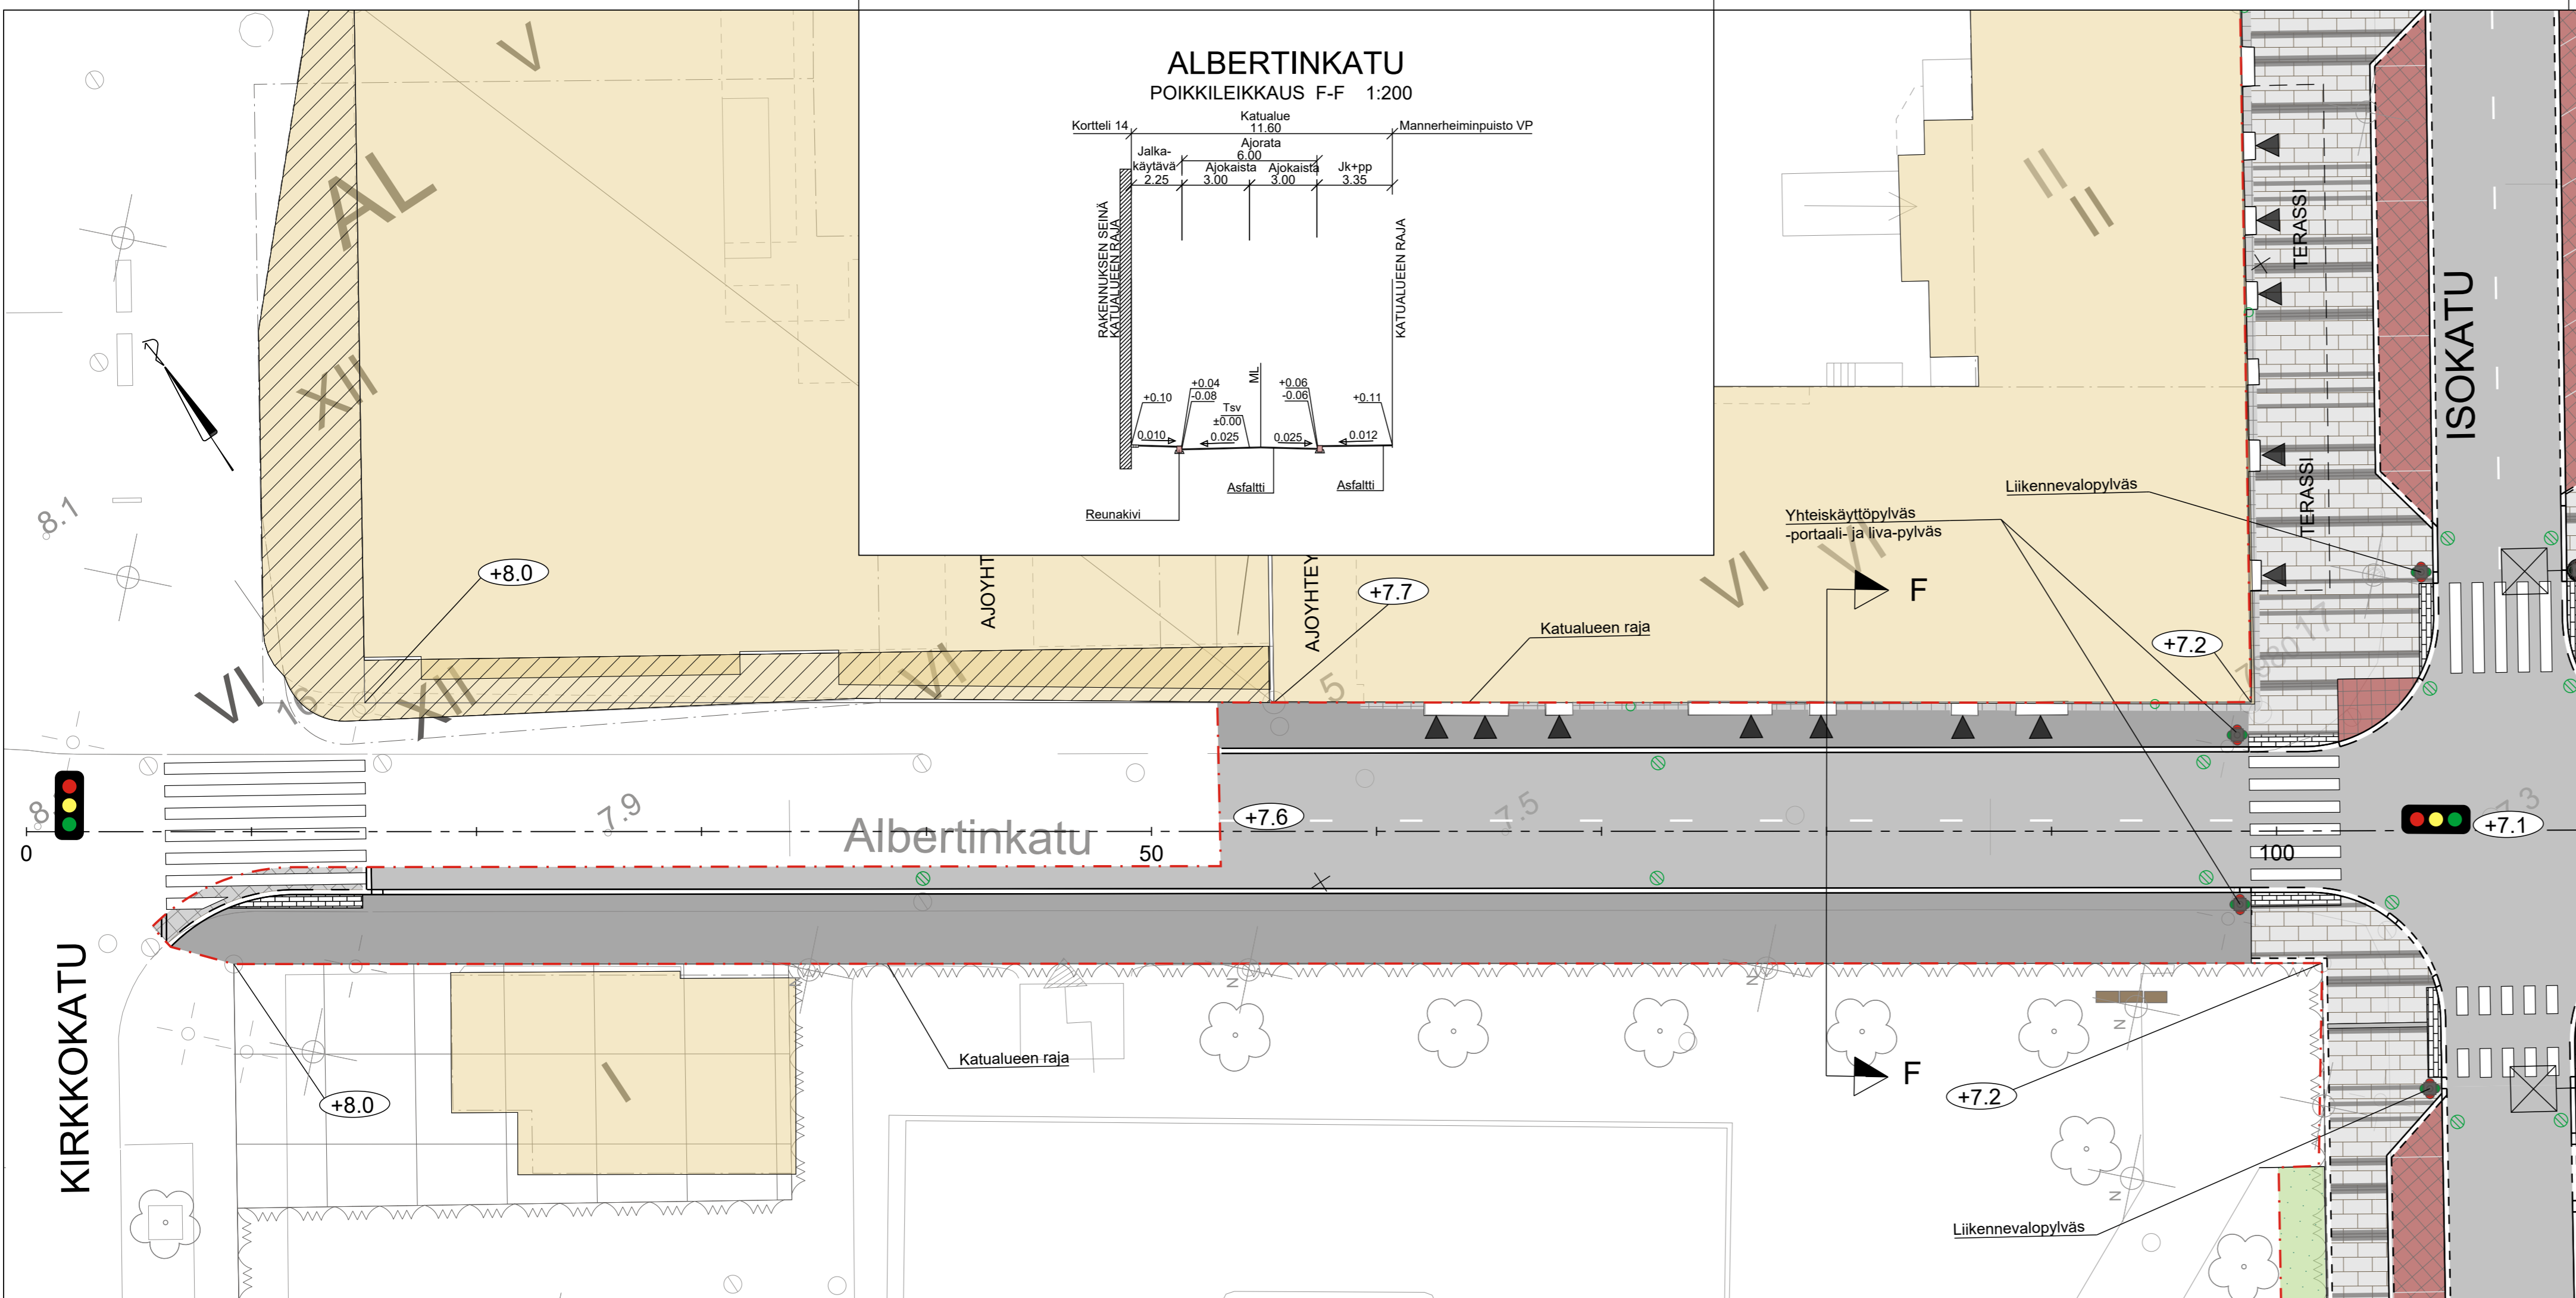 ALBERTINKATU
POIKKILEIKKAUS F-F 1:200
Katualue
Kortteli 14
11.60
Mannerheiminpuisto VP
Ajorata
6.00
Jalka-
käytävä
2.25
Ajokaista
3.00
Ajokaista
3.00
Jk+pp
3.35
RAKENNUKSEN SEINÄ
KATUALUEEN RAJA
KATUALUEEN RAJA
ML
+0.10
+0.04
-0.08
Tsv
±0.00
+0.06
-0.06
+0.11
0.010
0.025
0.025
0.012
Asfaltti
Asfaltti
Reunakivi
V
AL
XII
II
II
TERASSI
TERASSI
ISOKATU
8.1
+8.0
AJOYHT
AJOYHTEY
+7.7
Liikennevalopylväs
Yhteiskäyttöpylväs
-portaali- ja liva-pylväs
VI
VI
F
Katualueen raja
+7.2
17
VI
16
XII
VI
5
7.9
Albertinkatu
+7.6
7.5
7.3
+7.1
0
50
100
KIRKKOKATU
I
+8.0
Katualueen raja
N
N
N
N
F
+7.2
Liikennevalopylväs